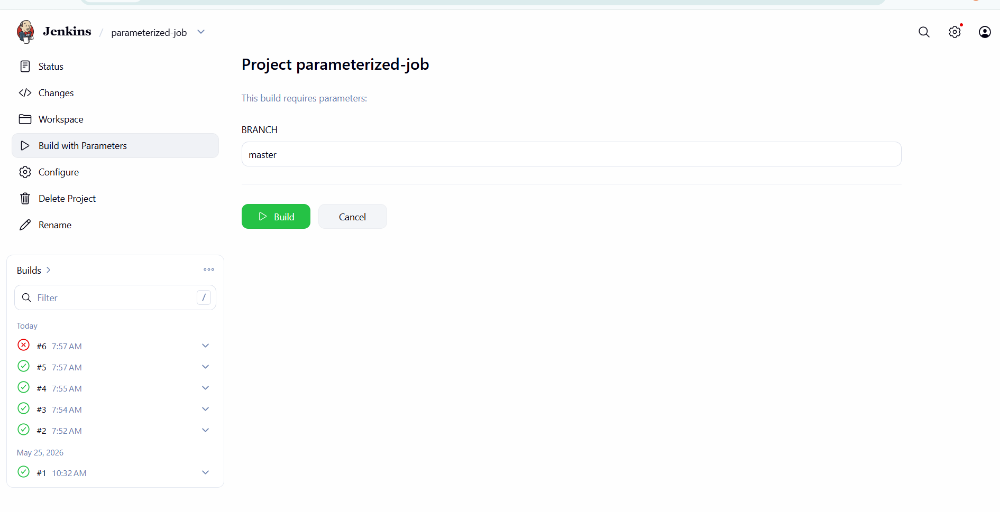 Jenkins / parameterized-job
Status
Changes
Workspace
Build with Parameters
Configure
Delete Project
Rename
Builds
Filter /
Today
#6 7:57 AM
#5 7:57 AM
#4 7:55 AM
#3 7:54 AM
#2 7:52 AM
May 25, 2026
#1 10:32 AM
Project parameterized-job
This build requires parameters:
BRANCH
master
Build Cancel